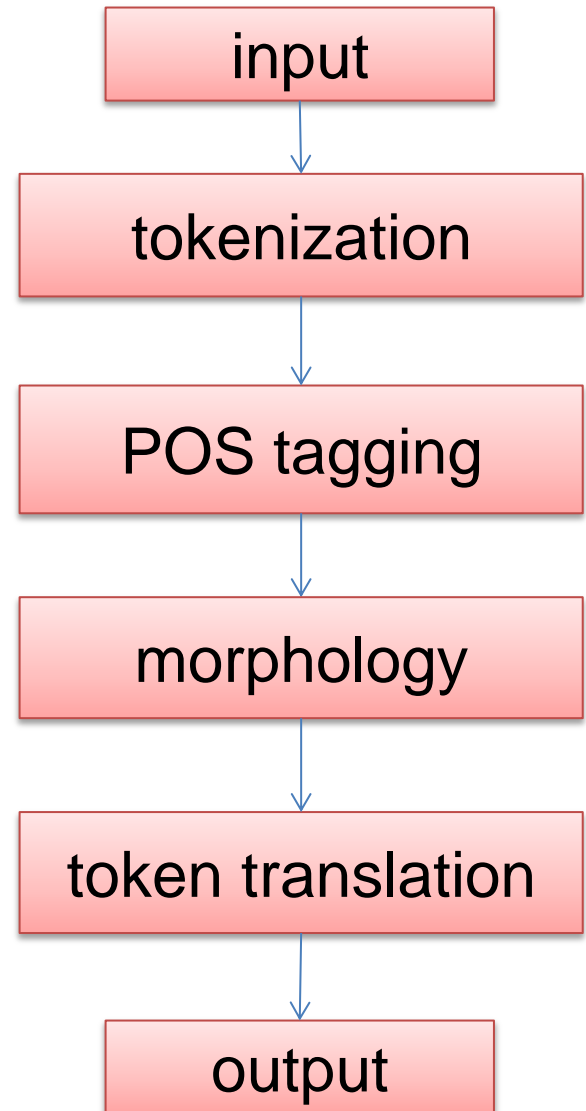 input
tokenization
POS tagging
morphology
token translation
output